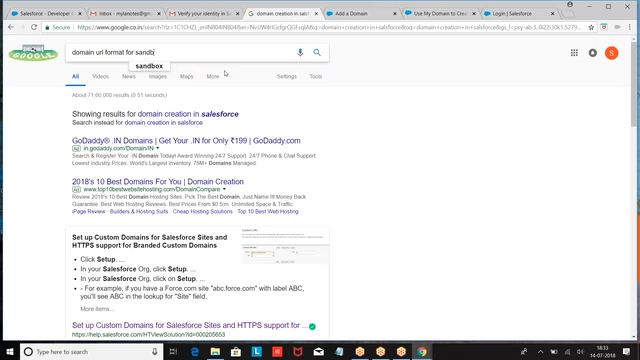 Salesforce - Developer
Inbox - mylanotes@gm
Verify your identity in S
domain creation in sales
Add a Domain
Use My Domain to Cre
Login | Salesforce
Secure
https://www.google.co.in/search?
GOOGLE
domain url format for sandb
sandbox
All
Videos
News
Images
Maps
More
Settings
Tools
About 71,60,000 results (0.51 seconds)
Showing results for domain creation in salesforce
Search instead for domain creation in salesforce
GoDaddy® .IN Domains | Get Your .IN for Only ₹199 | GoDaddy.com
Ad in.godaddy.com/Domain/IN
Search & Register Your .IN Domain Today! Award Winning 24/7 Support. 24/7 Phone & Chat Support.
Lowest Industry Prices. World's Largest Inventory. 76M+ Domains Managed
2018's 10 Best Domains For You | Domain Creation
Ad www.top10bestwebsitehosting.com/DomainCompare
Review 2018's 10 Best Domain Hosting Sites. Pick The Best Domain, Just Name It!! Money Back
Guarantee. Best Web Hosting Reviews. Best Prices From $0.5/m. Unlimited Space & Traffic
iPage Review · Builders & Hosting Suits · Cheap Hosting Solutions · Top 10 Best Web Hosting
Set up Custom Domains for Salesforce Sites and
HTTPS support for Branded Custom Domains
• Click Setup. ...
• In your Salesforce Org, click Setup. ...
• In your Salesforce Org, click on Setup. ...
• - For example, if you have a Force.com site "abc.force.com" with label ABC,
you'll see ABC in the lookup for "Site" field.
More items...
Set up Custom Domains for Salesforce Sites and HTTPS support for ...
https://help.salesforce.com/HTViewSolution?id=000205653
Type here to search
18:33
14-07-2018